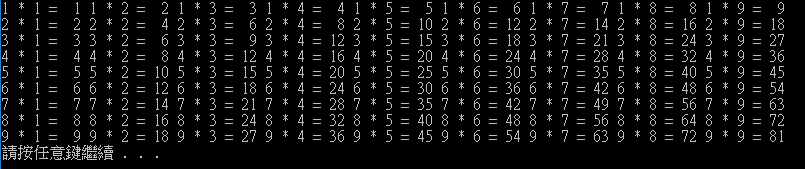 1 * 1 =  1 1 * 2 =  2 1 * 3 =  3 1 * 4 =  4 1 * 5 =  5 1 * 6 =  6 1 * 7 =  7 1 * 8 =  8 1 * 9 =  9
2 * 1 =  2 2 * 2 =  4 2 * 3 =  6 2 * 4 =  8 2 * 5 = 10 2 * 6 = 12 2 * 7 = 14 2 * 8 = 16 2 * 9 = 18
3 * 1 =  3 3 * 2 =  6 3 * 3 =  9 3 * 4 = 12 3 * 5 = 15 3 * 6 = 18 3 * 7 = 21 3 * 8 = 24 3 * 9 = 27
4 * 1 =  4 4 * 2 =  8 4 * 3 = 12 4 * 4 = 16 4 * 5 = 20 4 * 6 = 24 4 * 7 = 28 4 * 8 = 32 4 * 9 = 36
5 * 1 =  5 5 * 2 = 10 5 * 3 = 15 5 * 4 = 20 5 * 5 = 25 5 * 6 = 30 5 * 7 = 35 5 * 8 = 40 5 * 9 = 45
6 * 1 =  6 6 * 2 = 12 6 * 3 = 18 6 * 4 = 24 6 * 5 = 30 6 * 6 = 36 6 * 7 = 42 6 * 8 = 48 6 * 9 = 54
7 * 1 =  7 7 * 2 = 14 7 * 3 = 21 7 * 4 = 28 7 * 5 = 35 7 * 6 = 42 7 * 7 = 49 7 * 8 = 56 7 * 9 = 63
8 * 1 =  8 8 * 2 = 16 8 * 3 = 24 8 * 4 = 32 8 * 5 = 40 8 * 6 = 48 8 * 7 = 56 8 * 8 = 64 8 * 9 = 72
9 * 1 =  9 9 * 2 = 18 9 * 3 = 27 9 * 4 = 36 9 * 5 = 45 9 * 6 = 54 9 * 7 = 63 9 * 8 = 72 9 * 9 = 81
請按任意鍵繼續 . . .